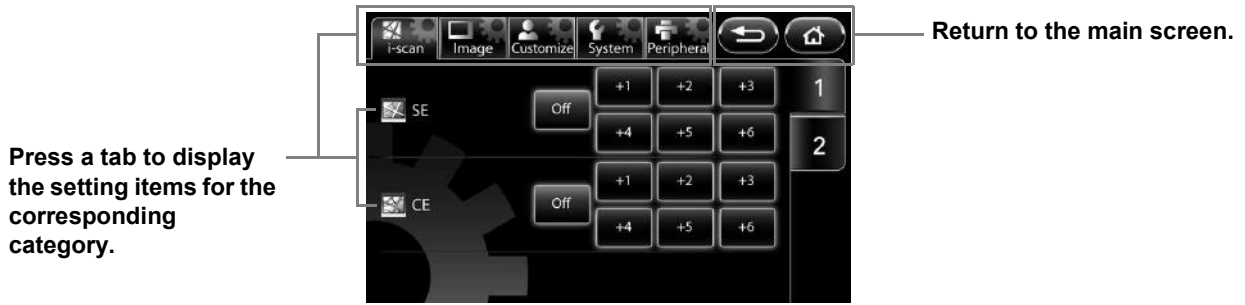 i-scan Image Customize System Peripheral
Return to the main screen.
1
+1 +2 +3
SE Off
+4 +5 +6
2
Press a tab to display
the setting items for the
corresponding
category.
+1 +2 +3
CE Off
+4 +5 +6